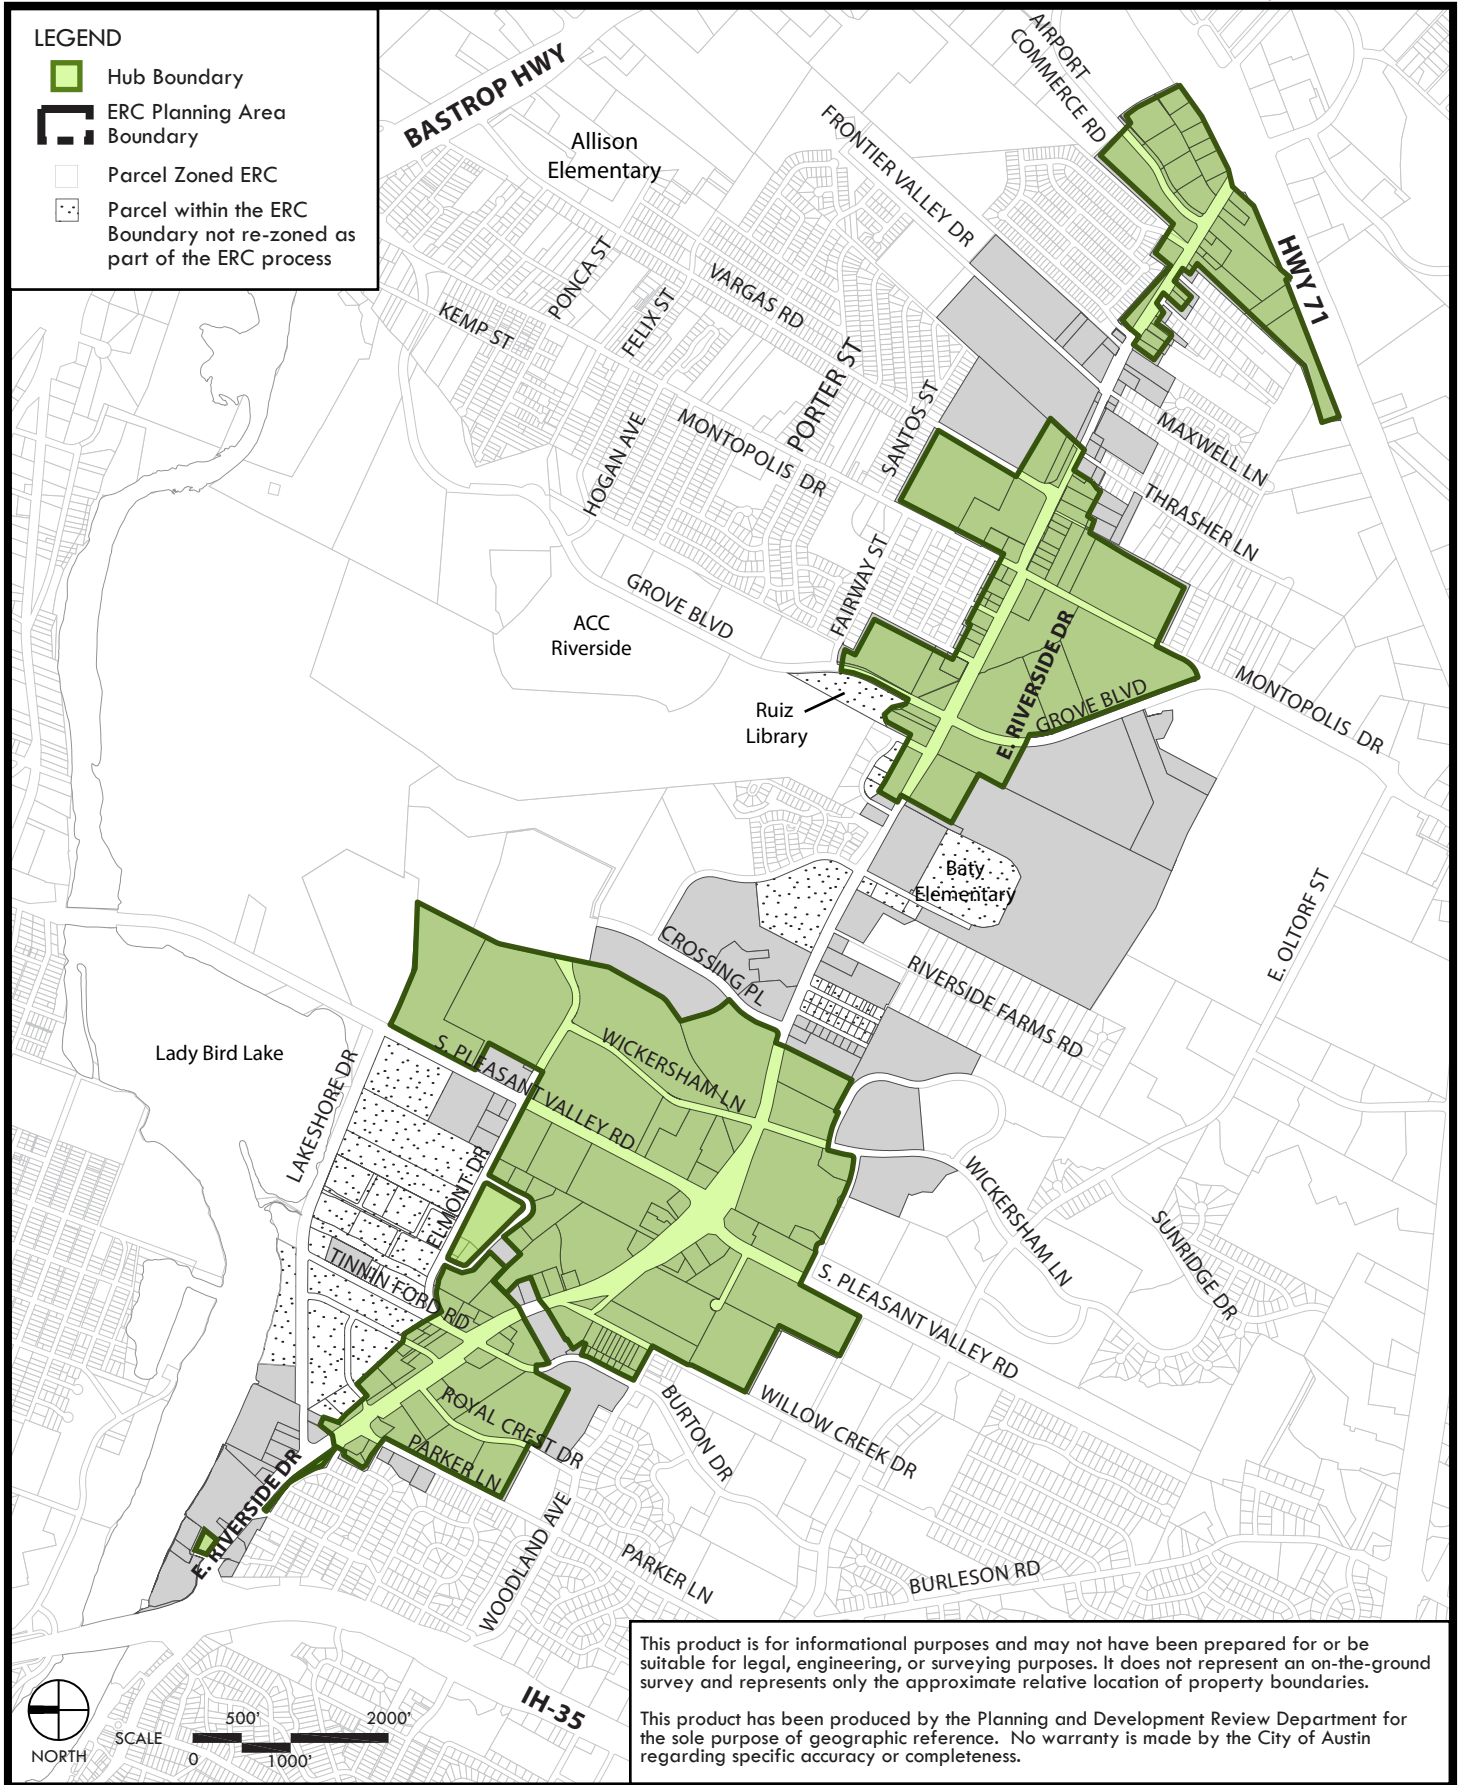 LEGEND
Hub Boundary
ERC Planning Area
Boundary
Parcel Zoned ERC
Parcel within the ERC
Boundary not re-zoned as
part of the ERC process
BASTROP HWY
Allison
Elementary
AIRPORT
COMMERCE RD
FRONTIER VALLEY DR
HWY 71
PONCA ST
VARGAS RD
FELIX ST
KEMP ST
PORTER ST
SANTOS ST
MONTOPOLIS DR
HOGAN AVE
MAXWELL LN
THRASHER LN
FAIRWAY ST
GROVE BLVD
ACC
Riverside
E. RIVERSIDE DR
GROVE BLVD
MONTOPOLIS DR
Ruiz
Library
Baty
Elementary
E. OLTORF ST
CROSSING PL
RIVERSIDE FARMS RD
Lady Bird Lake
LAKESHORE DR
S. PLEASANT VALLEY RD
WICKERSHAM LN
ELMONT DR
WICKERSHAM LN
SUNRIDGE DR
TINNIN FORD RD
S. PLEASANT VALLEY RD
ROYAL CREST DR
PARKER LN
BURTON DR
WILLOW CREEK DR
E. RIVERSIDE DR
WOODLAND AVE
PARKER LN
BURLESON RD
IH-35
NORTH
SCALE
500'
2000'
0
1000'
This product is for informational purposes and may not have been prepared for or be
suitable for legal, engineering, or surveying purposes. It does not represent an on-the-ground
survey and represents only the approximate relative location of property boundaries.
This product has been produced by the Planning and Development Review Department for
the sole purpose of geographic reference. No warranty is made by the City of Austin
regarding specific accuracy or completeness.